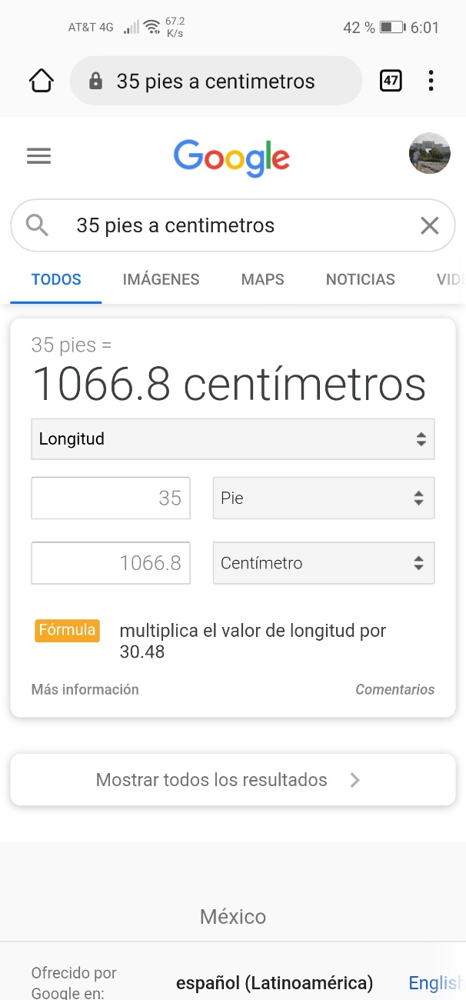 AT&T 4G 67.2 K/s 42 % 6:01
35 pies a centimetros 47
Google
35 pies a centimetros
TODOS IMÁGENES MAPS NOTICIAS VID
35 pies =
1066.8 centímetros
Longitud
35 Pie
1066.8 Centímetro
Fórmula multiplica el valor de longitud por
30.48
Más información Comentarios
Mostrar todos los resultados
México
Ofrecido por
Google en: español (Latinoamérica) English